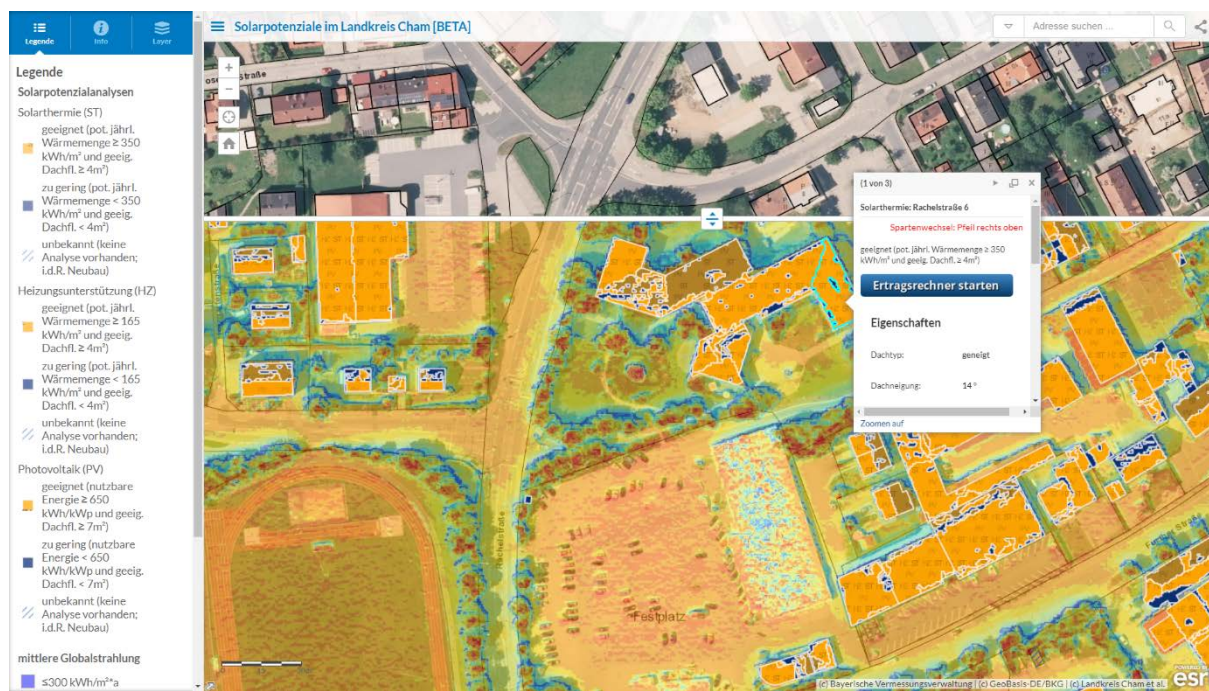 Legende
Info
Layer
Solarpotenziale im Landkreis Cham [BETA]
Adresse suchen ...
Legende
Solarpotenzialanalysen
Solarthermie (ST)
geeignet (pot. jährl.
Wärmemenge ≥ 350
kWh/m² und geeig.
Dachfl. ≥ 4m²)
zu gering (pot. jährl.
Wärmemenge < 350
kWh/m² und geeig.
Dachfl. < 4m²)
unbekannt (keine
Analyse vorhanden;
i.d.R. Neubau)
Heizungsunterstützung (HZ)
geeignet (pot. jährl.
Wärmemenge ≥ 165
kWh/m² und geeig.
Dachfl. ≥ 4m²)
zu gering (pot. jährl.
Wärmemenge < 165
kWh/m² und geeig.
Dachfl. < 4m²)
unbekannt (keine
Analyse vorhanden;
i.d.R. Neubau)
Photovoltaik (PV)
geeignet (nutzbare
Energie ≥ 650
kWh/kWp und geeig.
Dachfl. ≥ 7m²)
zu gering (nutzbare
Energie < 650
kWh/kWp und geeig.
Dachfl. < 7m²)
unbekannt (keine
Analyse vorhanden;
i.d.R. Neubau)
mittlere Globalstrahlung
≤300 kWh/m²*a
(1 von 3)
Solarthermie: Rachelstraße 6
Spartenwechsel: Pfeil rechts oben
geeignet (pot. jährl. Wärmemenge ≥ 350
kWh/m² und geeig. Dachfl. ≥ 4m²)
Ertragsrechner starten
Eigenschaften
Dachtyp: geneigt
Dachneigung: 14 °
Zoomen auf
Rachelstraße
Festplatz
(c) Bayerische Vermessungsverwaltung | (c) GeoBasis-DE/BKG | (c) Landkreis Cham et al.
POWERED BY
esri